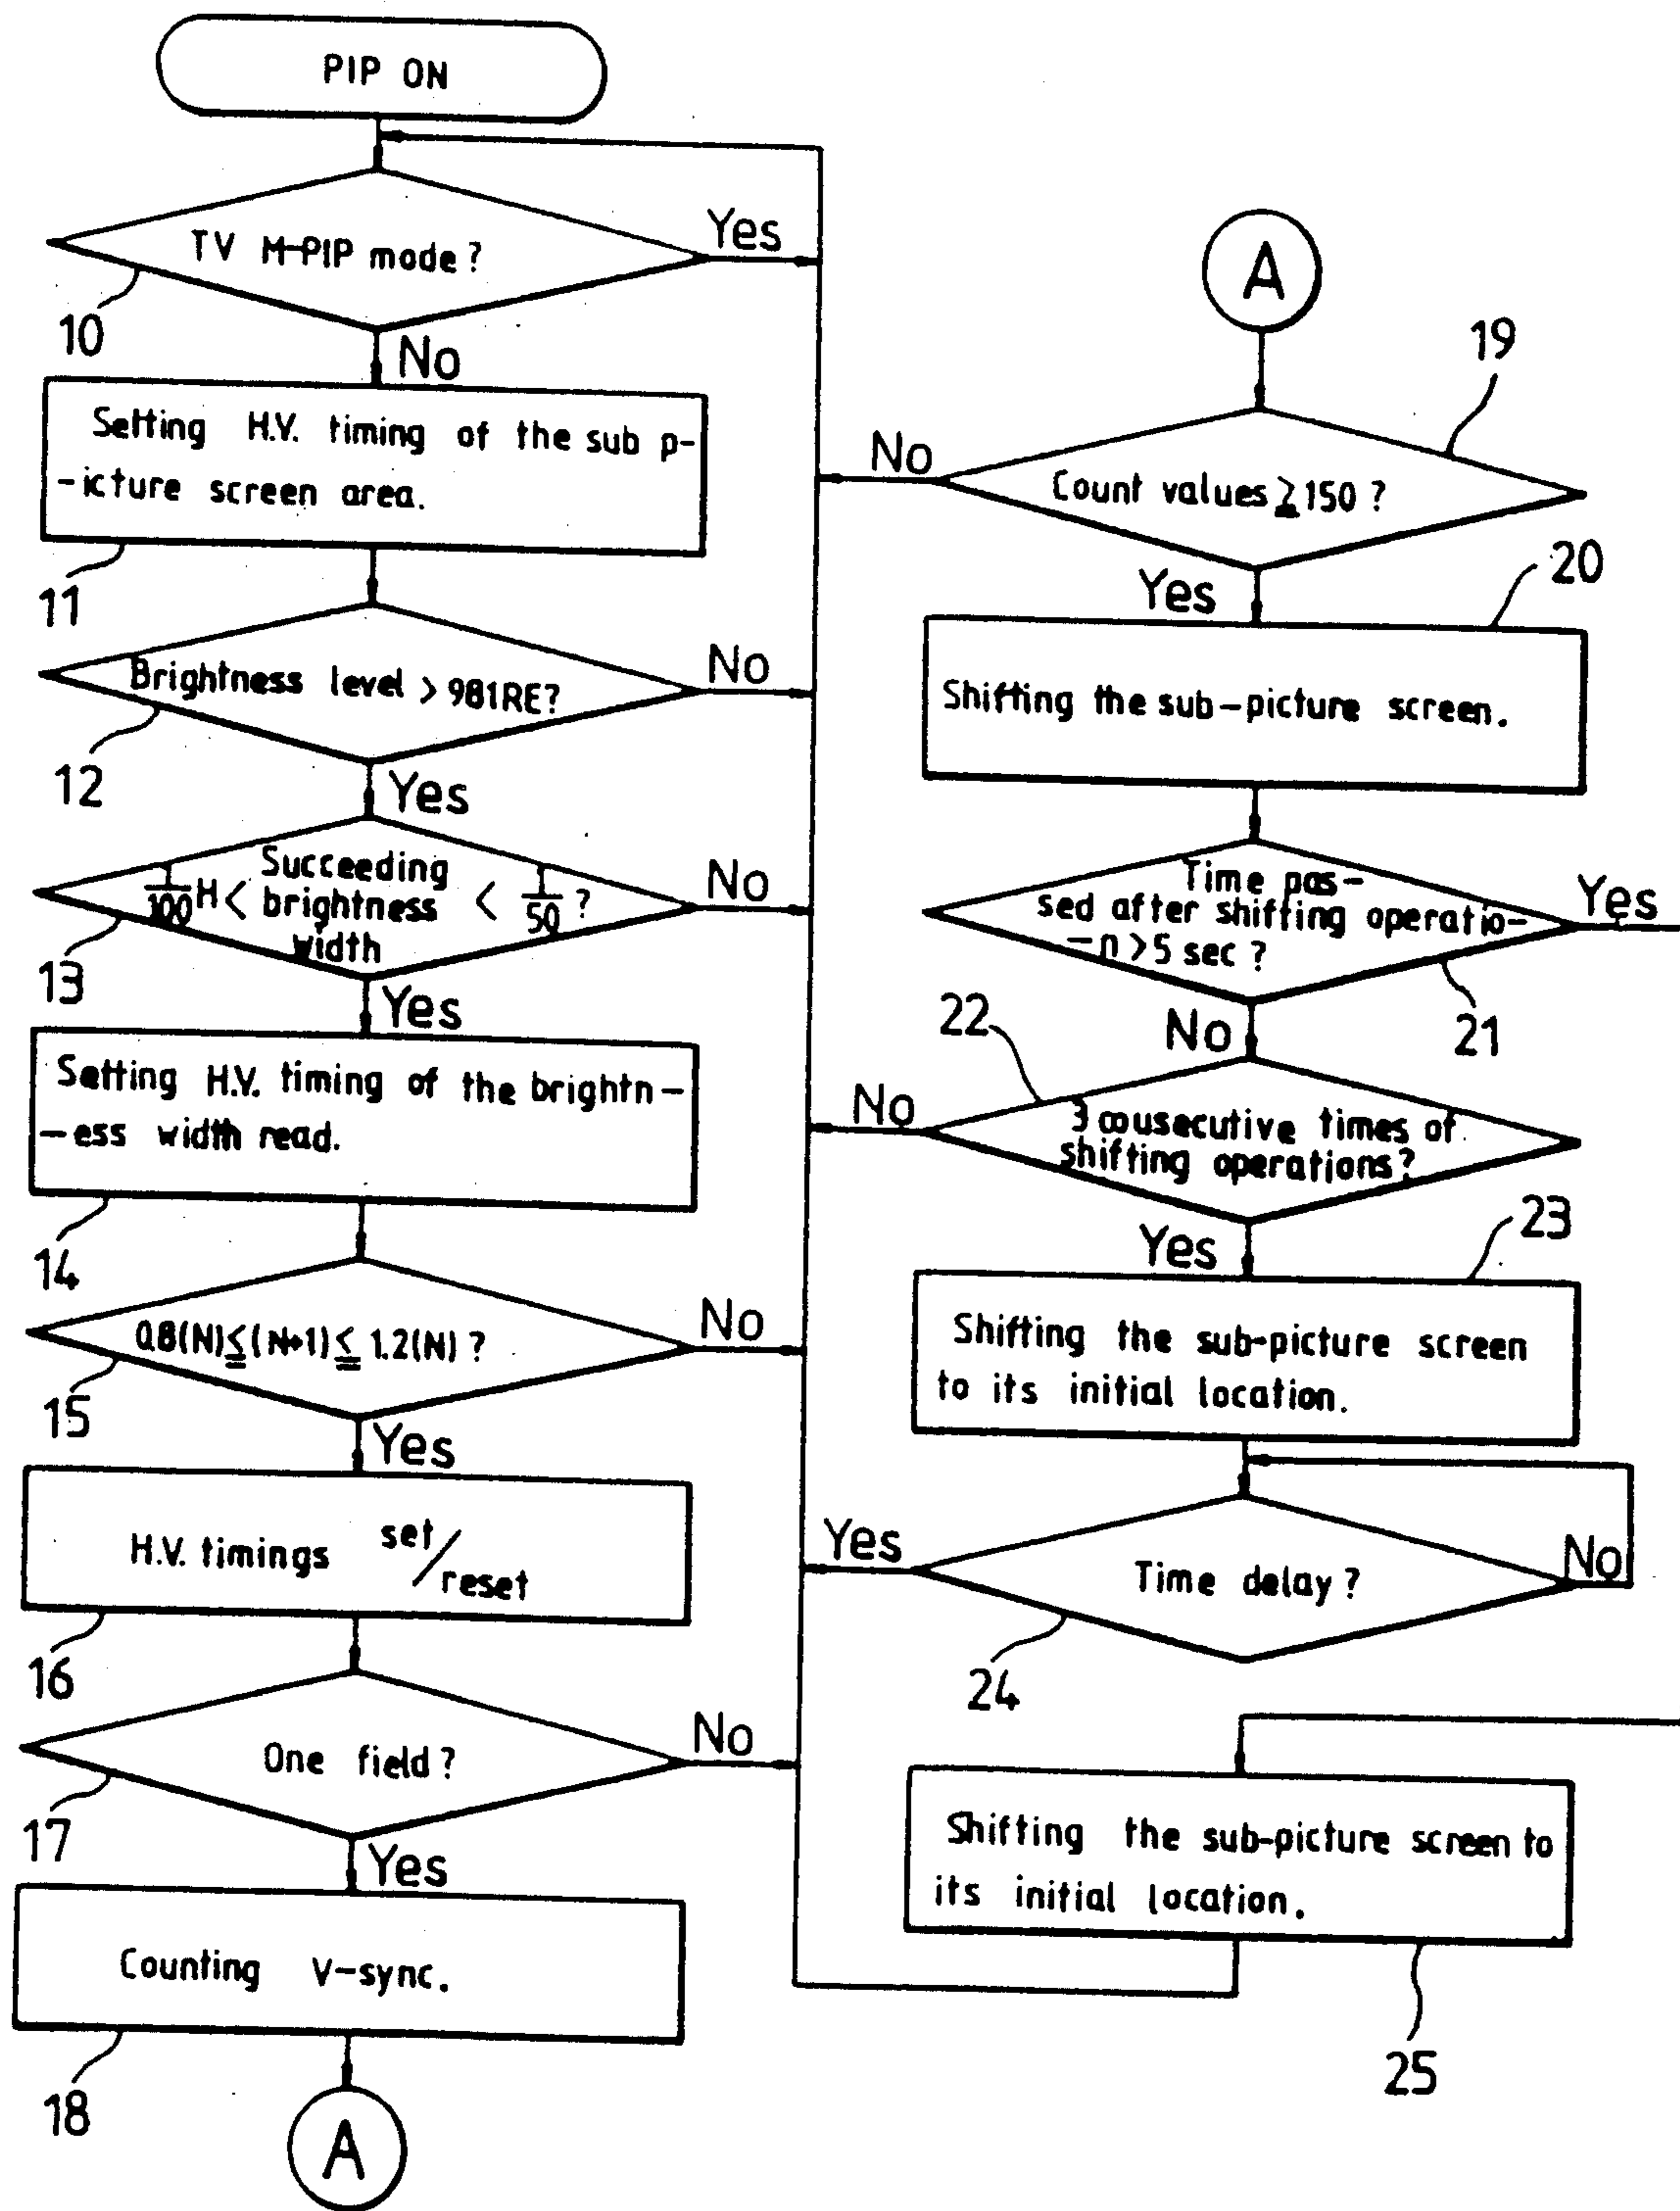 PIP ON
TV M-PIP mode?
Yes
10
No
Setting H.V. timing of the sub p-
-icture screen area.
11
Brightness level > 981RE?
No
12
Yes
1/100 H < Succeeding brightness width < 1/50 ?
No
13
Yes
Setting H.V. timing of the brightn-
-ess width read.
14
0.8(N) ≦ (N+1) ≦ 1.2(N) ?
No
15
Yes
H.V. timings set/reset
16
One field?
No
17
Yes
Counting V-sync.
18
A
A
19
No
Count values ≧ 150 ?
Yes
20
Shifting the sub-picture screen.
Time pas-
sed after shifting operatio-
-n > 5 sec ?
Yes
21
No
22
No
3 cousecutive times of
shifting operations?
Yes
23
Shifting the sub-picture screen
to its initial location.
Yes
Time delay?
No
24
Shifting the sub-picture screen to
its initial location.
25